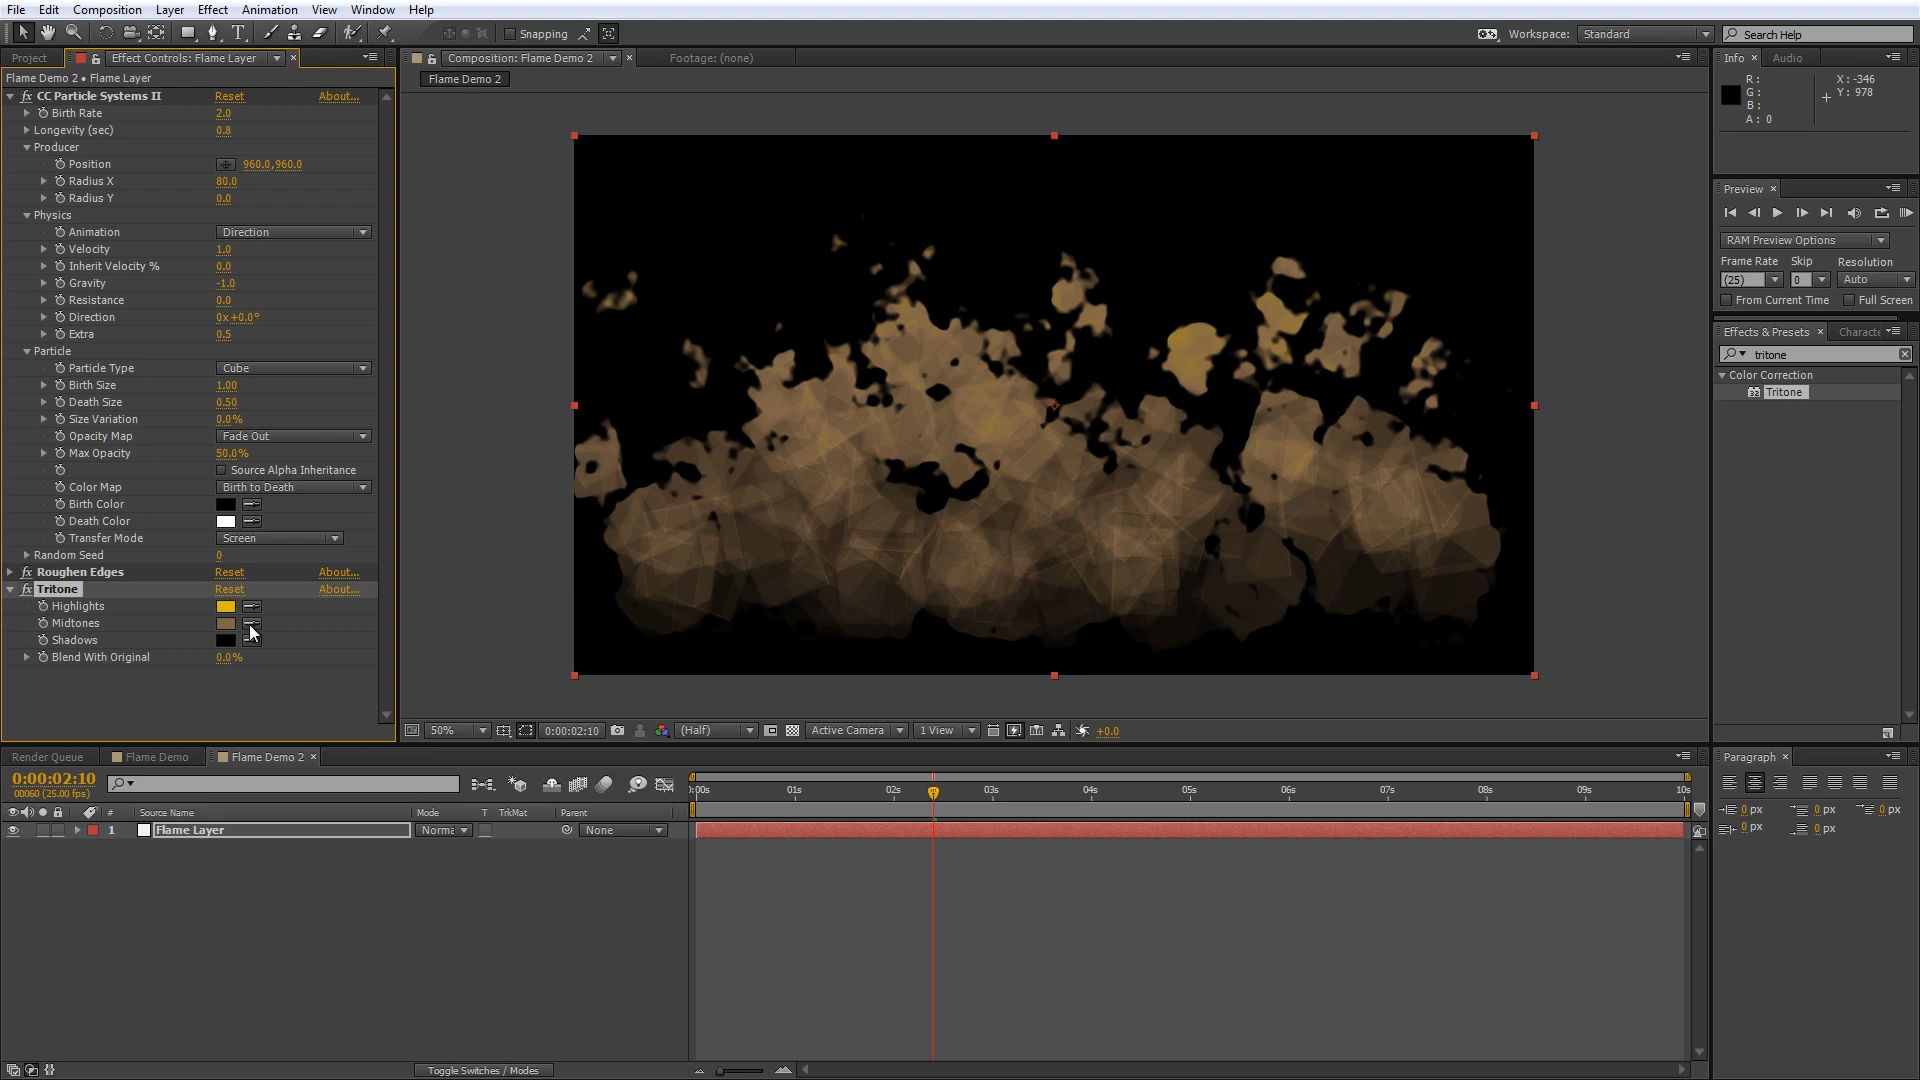 File Edit Composition Layer Effect Animation View Window Help
Snapping
Workspace: Standard
Search Help
Project
Effect Controls: Flame Layer ×
Composition: Flame Demo 2 ×
Footage: (none)
Flame Demo 2 • Flame Layer
Flame Demo 2
fx CC Particle Systems II Reset About...
Birth Rate 2.0
Longevity (sec) 0.8
Producer
Position 960.0,960.0
Radius X 80.0
Radius Y 0.0
Physics
Animation Direction
Velocity 1.0
Inherit Velocity % 0.0
Gravity -1.0
Resistance 0.0
Direction 0x+0.0°
Extra 0.5
Particle
Particle Type Cube
Birth Size 1.00
Death Size 0.50
Size Variation 0.0%
Opacity Map Fade Out
Max Opacity 50.0%
Source Alpha Inheritance
Color Map Birth to Death
Birth Color
Death Color
Transfer Mode Screen
Random Seed 0
fx Roughen Edges Reset About...
fx Tritone Reset About...
Highlights
Midtones
Shadows
Blend With Original 0.0%
50%
0:00:02:10
(Half)
Active Camera
1 View
+0.0
Info ×
Audio
R :
G :
B :
A : 0
X : -346
Y : 978
Preview ×
RAM Preview Options
Frame Rate Skip Resolution
(25) 0 Auto
From Current Time Full Screen
Effects & Presets ×
Characte
tritone
Color Correction
32 Tritone
Paragraph ×
0 px 0 px 0 px
0 px 0 px
Render Queue
Flame Demo
Flame Demo 2 ×
0:00:02:10
00060 (25.00 fps)
# Source Name Mode T TrkMat Parent
1 Flame Layer Norma None
):00s 01s 02s 03s 04s 05s 06s 07s 08s 09s 10s
Toggle Switches / Modes